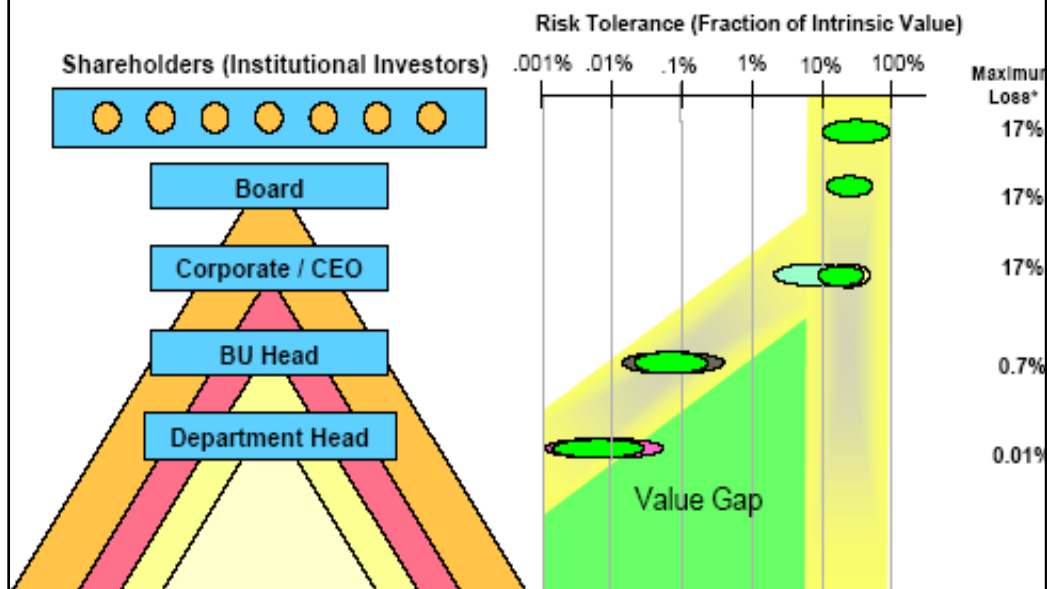 Risk Tolerance (Fraction of Intrinsic Value)
Shareholders (Institutional Investors)
.001% .01% .1% 1% 10% 100%
Maximum
Loss*
17%
Board
17%
Corporate / CEO
17%
BU Head
0.7%
Department Head
0.01%
Value Gap